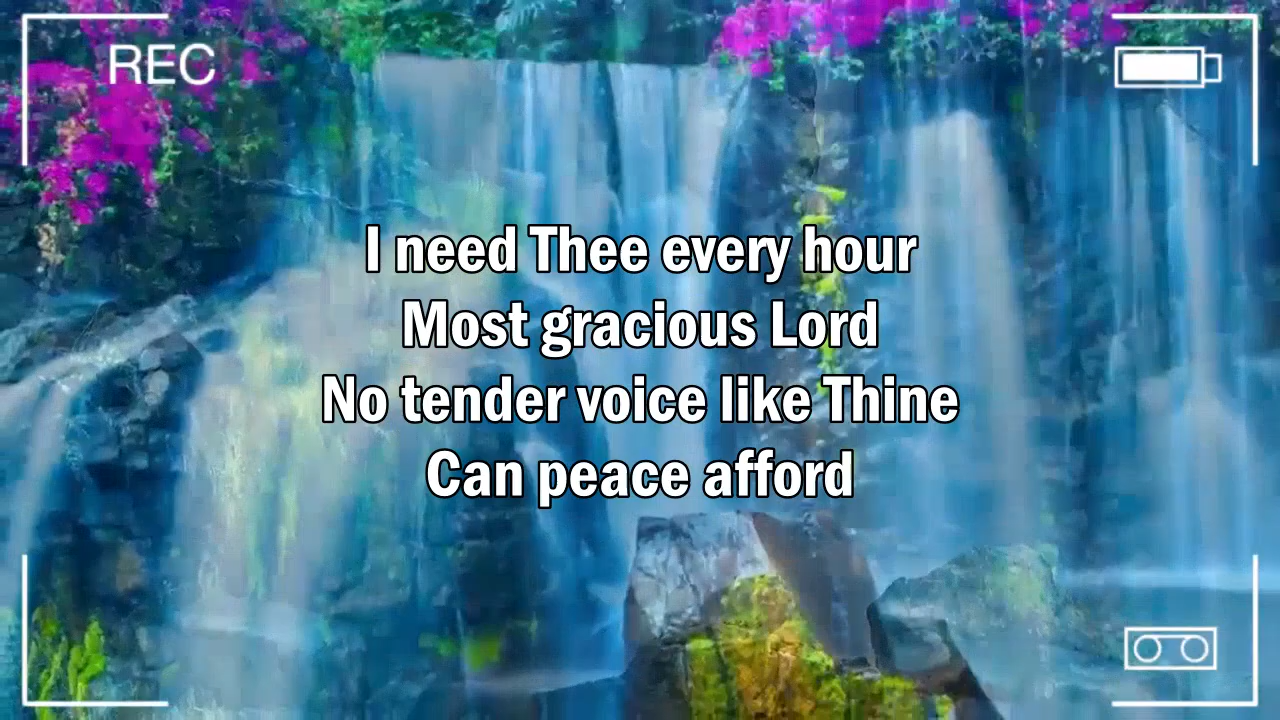 REC
I need Thee every hour
Most gracious Lord
No tender voice like Thine
Can peace afford